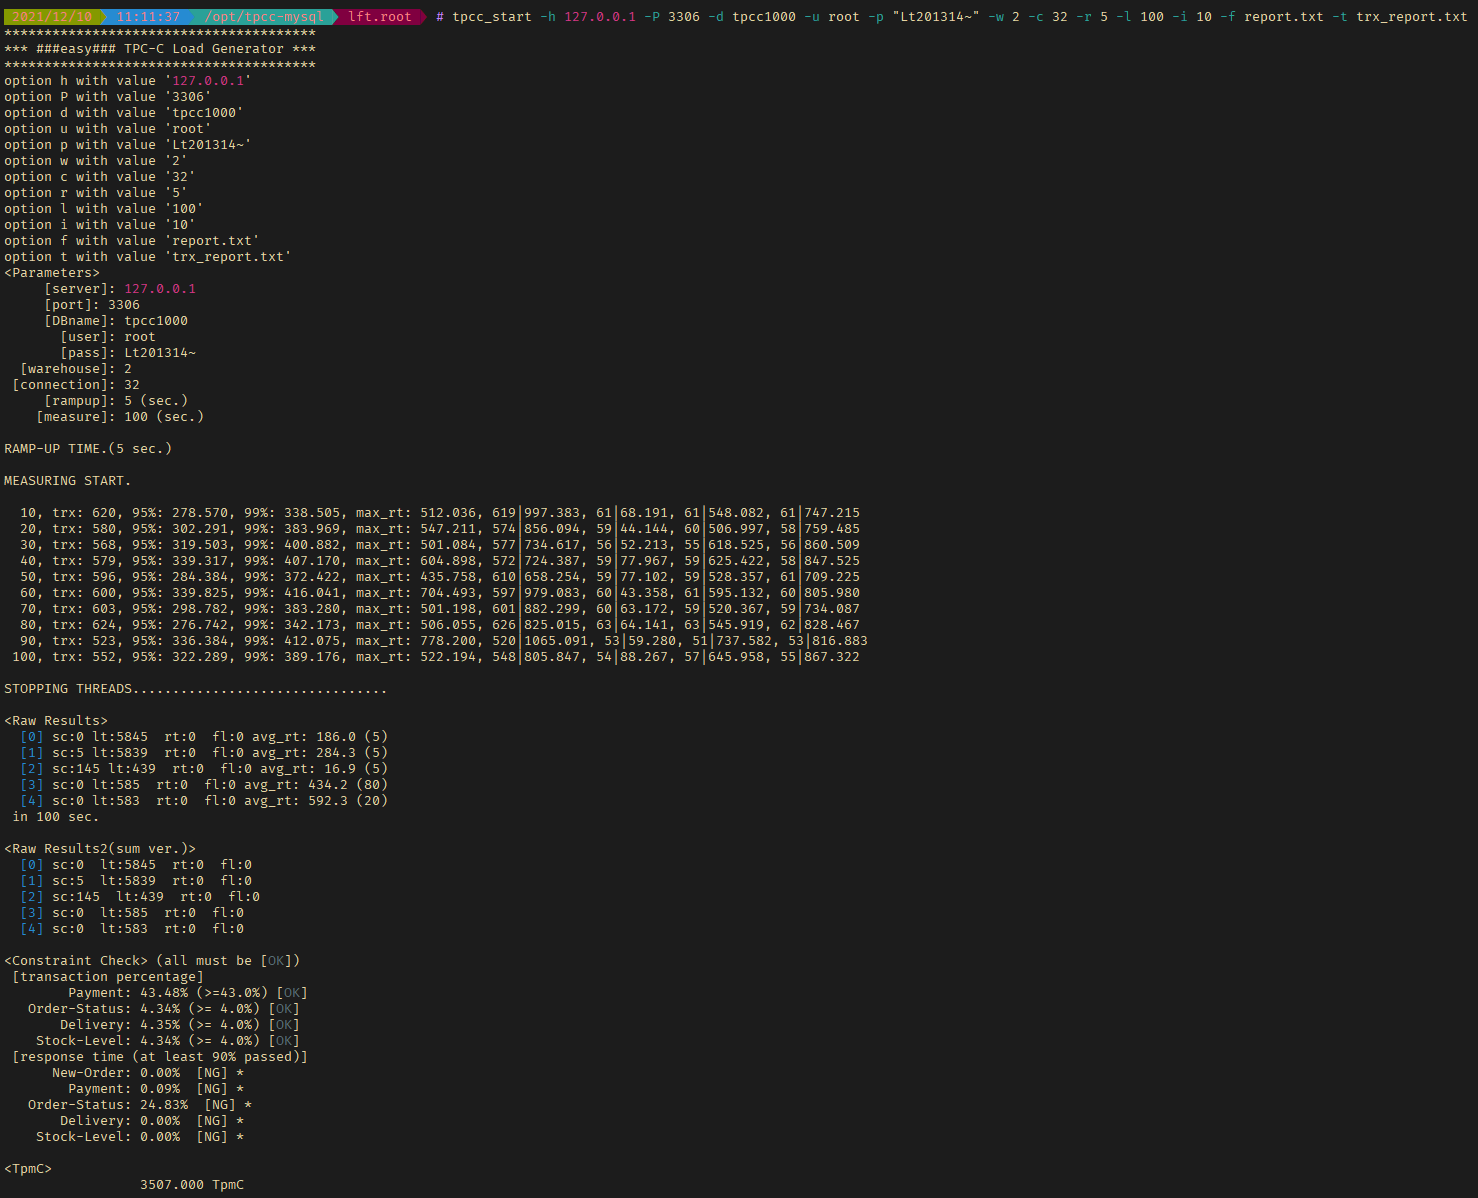 2021/12/10 11:11:37 /opt/tpcc-mysql lft.root # tpcc_start -h 127.0.0.1 -P 3306 -d tpcc1000 -u root -p "Lt201314~" -w 2 -c 32 -r 5 -l 100 -i 10 -f report.txt -t trx_report.txt
***************************************
*** ###easy### TPC-C Load Generator ***
***************************************
option h with value '127.0.0.1'
option P with value '3306'
option d with value 'tpcc1000'
option u with value 'root'
option p with value 'Lt201314~'
option w with value '2'
option c with value '32'
option r with value '5'
option l with value '100'
option i with value '10'
option f with value 'report.txt'
option t with value 'trx_report.txt'
<Parameters>
     [server]: 127.0.0.1
     [port]: 3306
     [DBname]: tpcc1000
       [user]: root
       [pass]: Lt201314~
  [warehouse]: 2
 [connection]: 32
     [rampup]: 5 (sec.)
    [measure]: 100 (sec.)

RAMP-UP TIME.(5 sec.)

MEASURING START.

  10, trx: 620, 95%: 278.570, 99%: 338.505, max_rt: 512.036, 619|997.383, 61|68.191, 61|548.082, 61|747.215
  20, trx: 580, 95%: 302.291, 99%: 383.969, max_rt: 547.211, 574|856.094, 59|44.144, 60|506.997, 58|759.485
  30, trx: 568, 95%: 319.503, 99%: 400.882, max_rt: 501.084, 577|734.617, 56|52.213, 55|618.525, 56|860.509
  40, trx: 579, 95%: 339.317, 99%: 407.170, max_rt: 604.898, 572|724.387, 59|77.967, 59|625.422, 58|847.525
  50, trx: 596, 95%: 284.384, 99%: 372.422, max_rt: 435.758, 610|658.254, 59|77.102, 59|528.357, 61|709.225
  60, trx: 600, 95%: 339.825, 99%: 416.041, max_rt: 704.493, 597|979.083, 60|43.358, 61|595.132, 60|805.980
  70, trx: 603, 95%: 298.782, 99%: 383.280, max_rt: 501.198, 601|882.299, 60|63.172, 59|520.367, 59|734.087
  80, trx: 624, 95%: 276.742, 99%: 342.173, max_rt: 506.055, 626|825.015, 63|64.141, 63|545.919, 62|828.467
  90, trx: 523, 95%: 336.384, 99%: 412.075, max_rt: 778.200, 520|1065.091, 53|59.280, 51|737.582, 53|816.883
 100, trx: 552, 95%: 322.289, 99%: 389.176, max_rt: 522.194, 548|805.847, 54|88.267, 57|645.958, 55|867.322

STOPPING THREADS................................

<Raw Results>
  [0] sc:0 lt:5845  rt:0  fl:0 avg_rt: 186.0 (5)
  [1] sc:5 lt:5839  rt:0  fl:0 avg_rt: 284.3 (5)
  [2] sc:145 lt:439  rt:0  fl:0 avg_rt: 16.9 (5)
  [3] sc:0 lt:585  rt:0  fl:0 avg_rt: 434.2 (80)
  [4] sc:0 lt:583  rt:0  fl:0 avg_rt: 592.3 (20)
 in 100 sec.

<Raw Results2(sum ver.)>
  [0] sc:0  lt:5845  rt:0  fl:0
  [1] sc:5  lt:5839  rt:0  fl:0
  [2] sc:145  lt:439  rt:0  fl:0
  [3] sc:0  lt:585  rt:0  fl:0
  [4] sc:0  lt:583  rt:0  fl:0

<Constraint Check> (all must be [OK])
 [transaction percentage]
        Payment: 43.48% (>=43.0%) [OK]
   Order-Status: 4.34% (>= 4.0%) [OK]
       Delivery: 4.35% (>= 4.0%) [OK]
    Stock-Level: 4.34% (>= 4.0%) [OK]
 [response time (at least 90% passed)]
      New-Order: 0.00%  [NG] *
        Payment: 0.09%  [NG] *
   Order-Status: 24.83%  [NG] *
       Delivery: 0.00%  [NG] *
    Stock-Level: 0.00%  [NG] *

<TpmC>
                 3507.000 TpmC